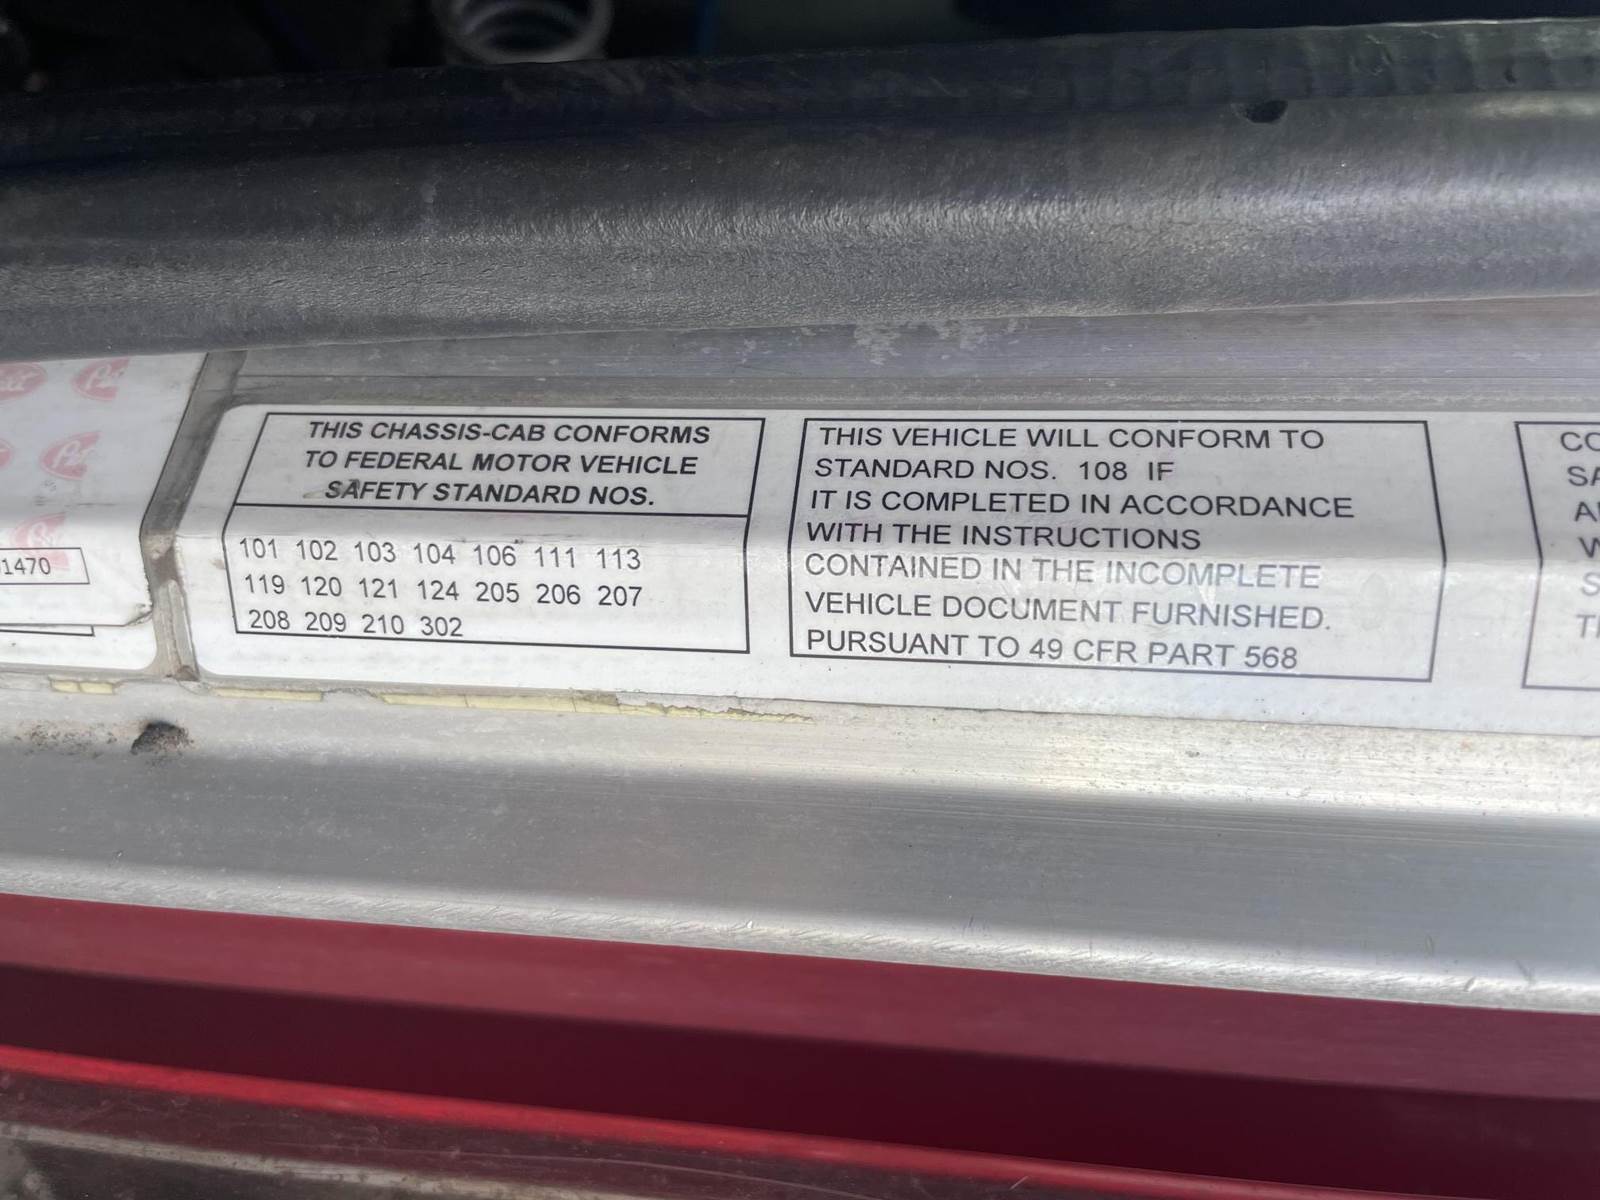 THIS CHASSIS-CAB CONFORMS
TO FEDERAL MOTOR VEHICLE
SAFETY STANDARD NOS.
101 102 103 104 106 111 113
119 120 121 124 205 206 207
208 209 210 302
THIS VEHICLE WILL CONFORM TO
STANDARD NOS. 108 IF
IT IS COMPLETED IN ACCORDANCE
WITH THE INSTRUCTIONS
CONTAINED IN THE INCOMPLETE
VEHICLE DOCUMENT FURNISHED.
PURSUANT TO 49 CFR PART 568
1470